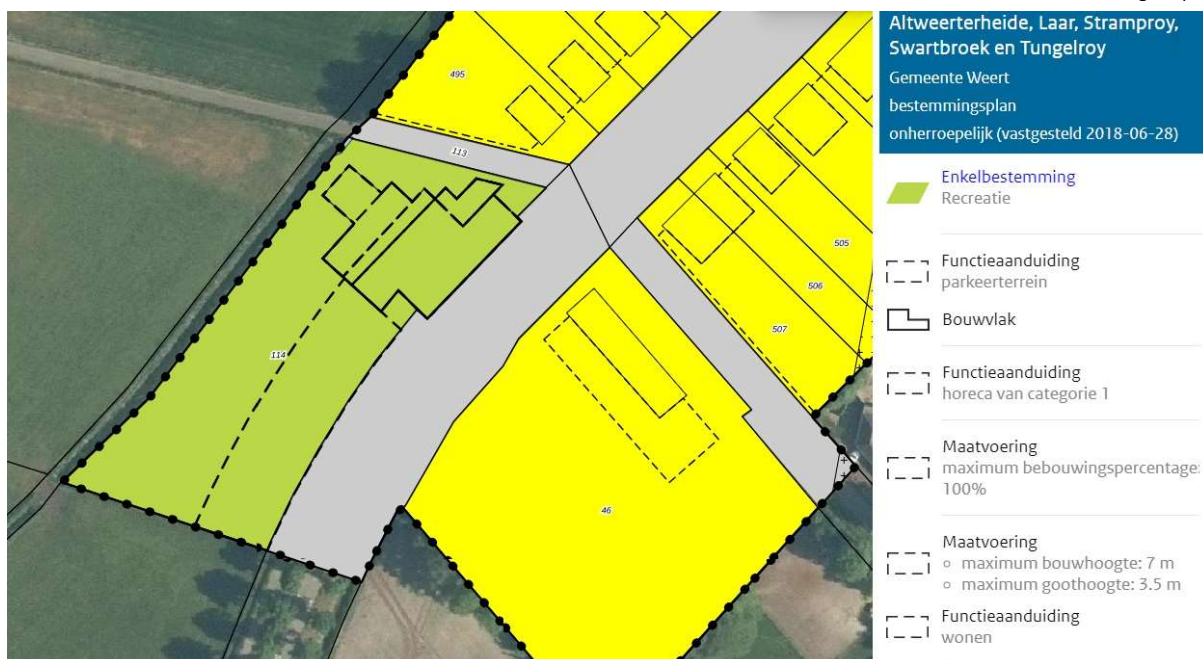 Altweerterheide, Laar, Stramproy,
Swartbroek en Tungelroy
Gemeente Weert
bestemmingsplan
onherroepelijk (vastgesteld 2018-06-28)
Enkelbestemming
Recreatie
Functieaanduiding
parkeerterrein
Bouwvlak
Functieaanduiding
horeca van categorie 1
Maatvoering
maximum bebouwingspercentage:
100%
Maatvoering
maximum bouwhoogte: 7 m
maximum goothoogte: 3.5 m
Functieaanduiding
wonen
495
113
114
505
506
507
46